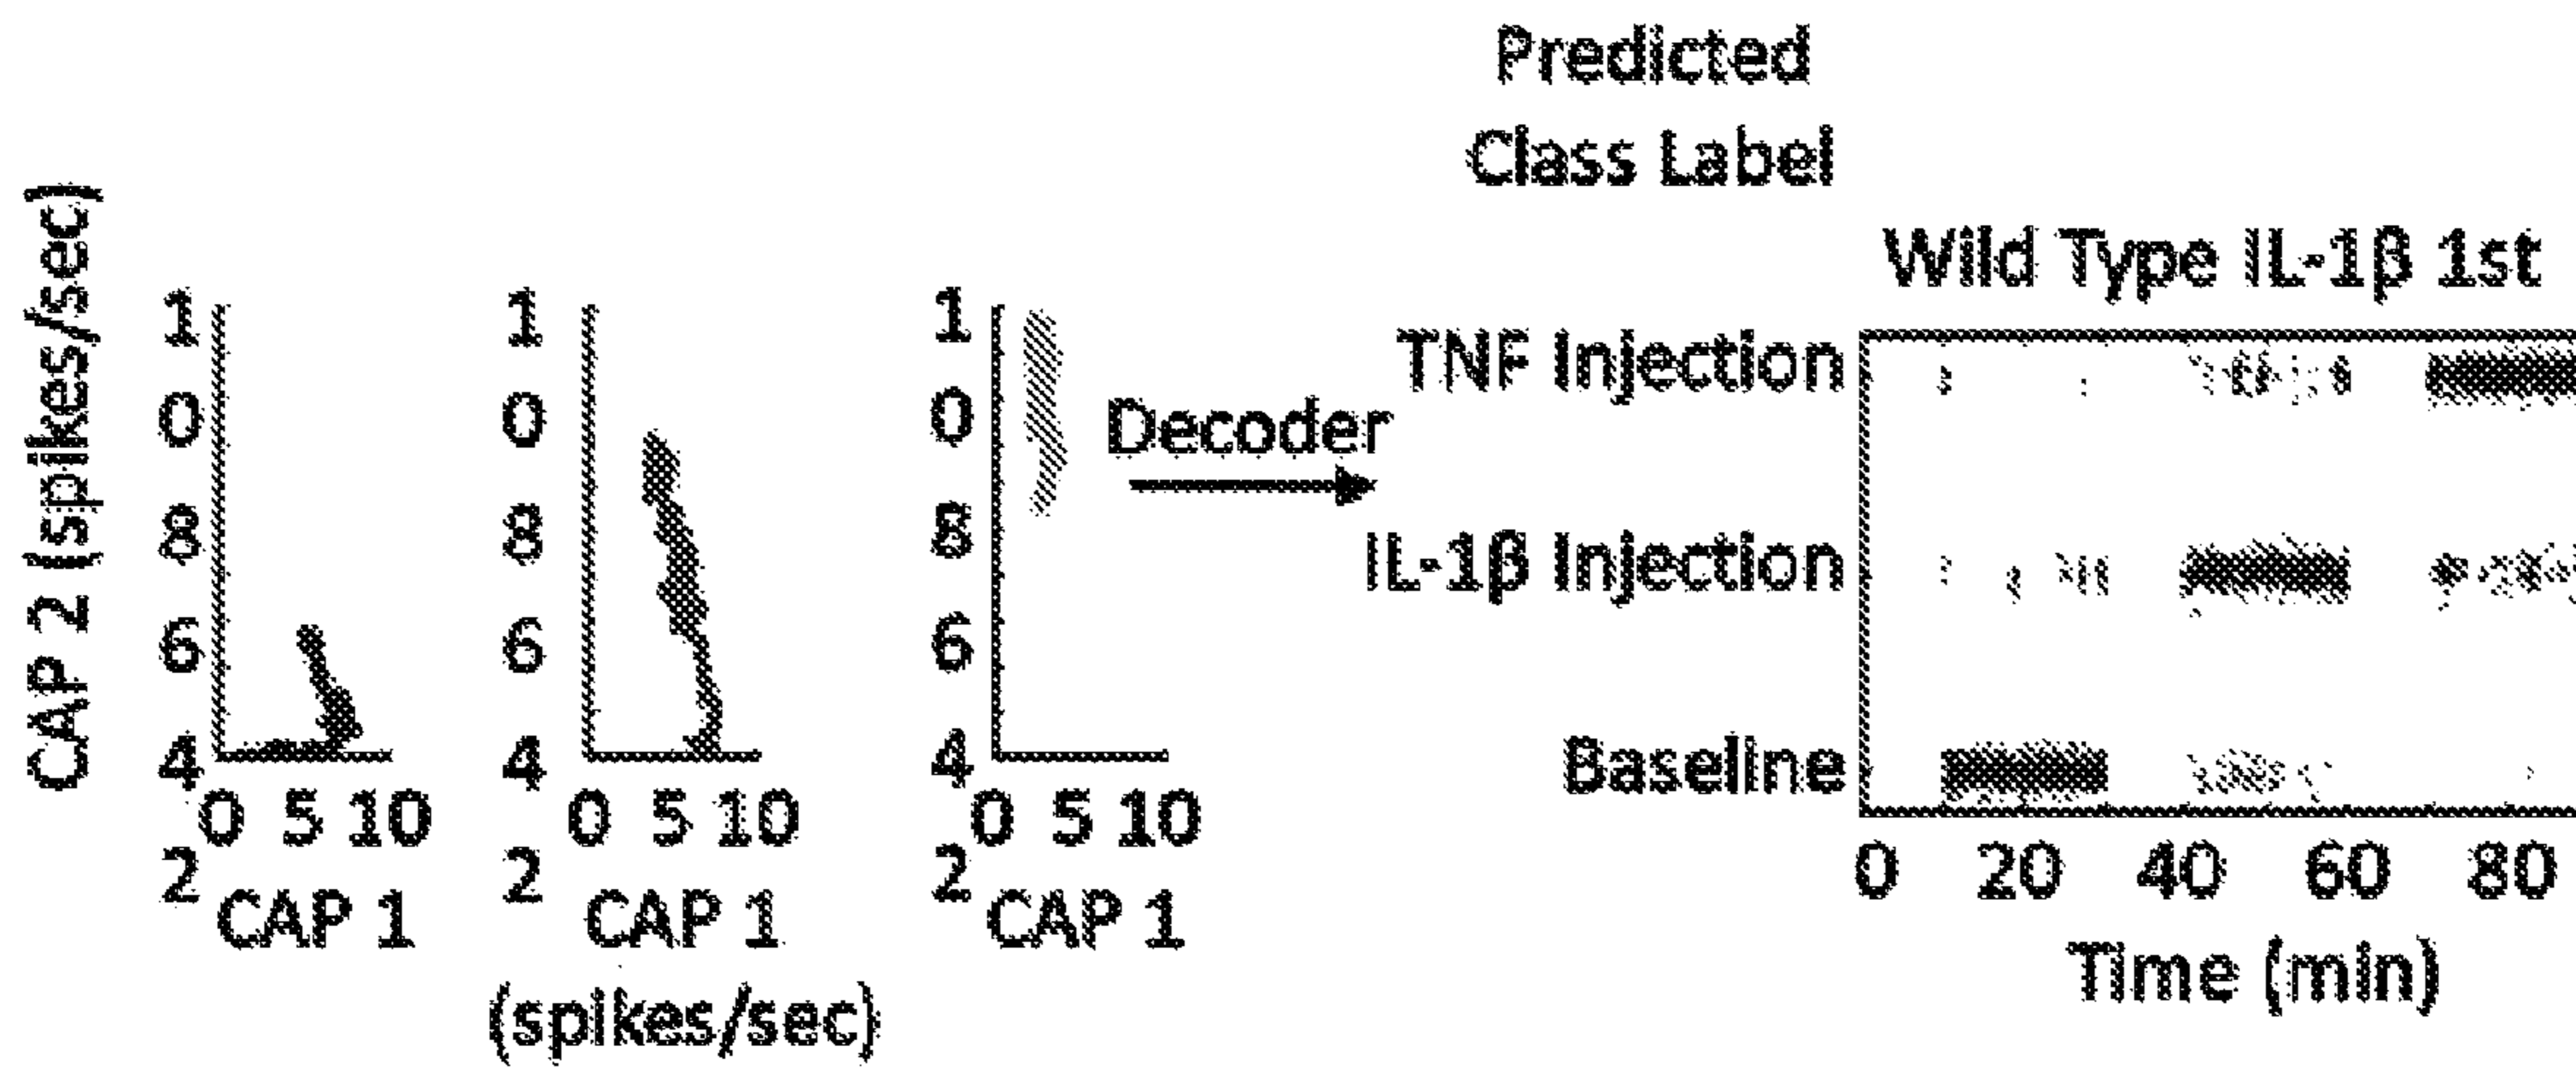 Predicted
Class Label
Wild Type IL-1β 1st
CAP 2 (spikes/sec)
1
0
8
6
4
2
0 5 10
CAP 1
1
0
8
6
4
2
0 5 10
CAP 1
(spikes/sec)
1
0
8
6
4
2
0 5 10
CAP 1
Decoder
TNF Injection
IL-1β Injection
Baseline
0 20 40 60 80
Time (min)